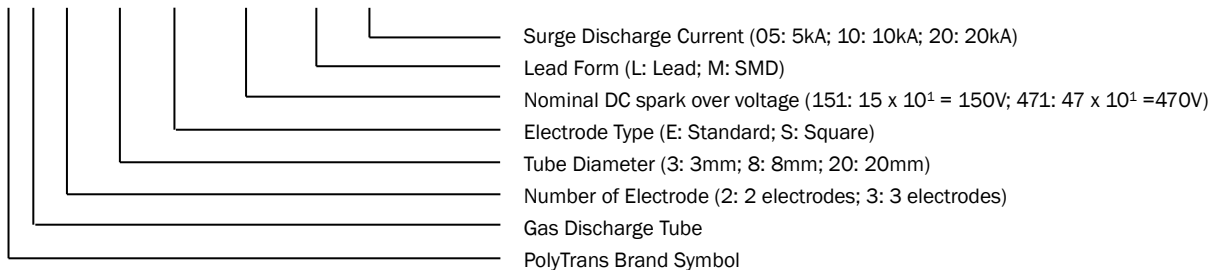 Surge Discharge Current (05: 5kA; 10: 10kA; 20: 20kA)
Lead Form (L: Lead; M: SMD)
Nominal DC spark over voltage (151: 15 x 10¹ = 150V; 471: 47 x 10¹ =470V)
Electrode Type (E: Standard; S: Square)
Tube Diameter (3: 3mm; 8: 8mm; 20: 20mm)
Number of Electrode (2: 2 electrodes; 3: 3 electrodes)
Gas Discharge Tube
PolyTrans Brand Symbol